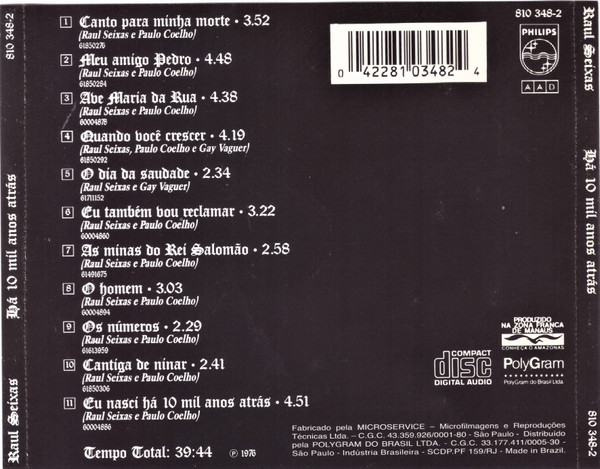 810 348-2
Raul Seixas
Há 10 mil anos atrás
1 Canto para minha morte • 3.52
(Raul Seixas e Paulo Coelho)
61850276
2 Meu amigo Pedro • 4.48
(Raul Seixas e Paulo Coelho)
61850284
3 Ave Maria da Rua • 4.38
(Raul Seixas e Paulo Coelho)
60004878
4 Quando você crescer • 4.19
(Raul Seixas, Paulo Coelho e Gay Vaguer)
61850292
5 O dia da saudade • 2.34
(Raul Seixas e Gay Vaguer)
61711152
6 Eu também vou reclamar • 3.22
(Raul Seixas e Paulo Coelho)
60004860
7 As minas do Rei Salomão • 2.58
(Raul Seixas e Paulo Coelho)
61491675
8 O homem • 3.03
(Raul Seixas e Paulo Coelho)
60004894
9 Os números • 2.29
(Raul Seixas e Paulo Coelho)
61613959
10 Cantiga de ninar • 2.41
(Raul Seixas e Paulo Coelho)
61850306
11 Eu nasci há 10 mil anos atrás • 4.51
(Raul Seixas e Paulo Coelho)
60004886
Tempo Total: 39:44 ℗ 1976
0 42281 03482 4
810 348-2
PHILIPS
A A D
PRODUZIDO
NA ZONA FRANCA
DE MANAUS
CONHEÇA O AMAZONAS
COMPACT
disc
DIGITAL AUDIO
PolyGram
PolyGram do Brasil Ltda.
Fabricado pela MICROSERVICE – Microfilmagens e Reproduções
Técnicas Ltda. – C.G.C. 43.359.926/0001-80 - São Paulo - Distribuido
pela POLYGRAM DO BRASIL LTDA. - C.G.C. 33.177.411/0005-30 -
São Paulo - Indústria Brasileira - SCDP.PF 159/RJ - Made in Brazil.
Raul Seixas
Há 10 mil anos atrás
810 348-2